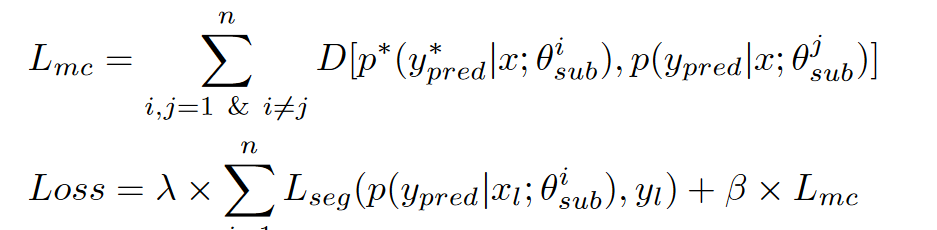 L_{mc} = \sum_{i,j=1 \& i \neq j}^{n} D[p^*(y^*_{pred}|x; \theta^i_{sub}), p(y_{pred}|x; \theta^j_{sub})]
Loss = \lambda \times \sum^{n} L_{seg}(p(y_{pred}|x_l; \theta^i_{sub}), y_l) + \beta \times L_{mc}